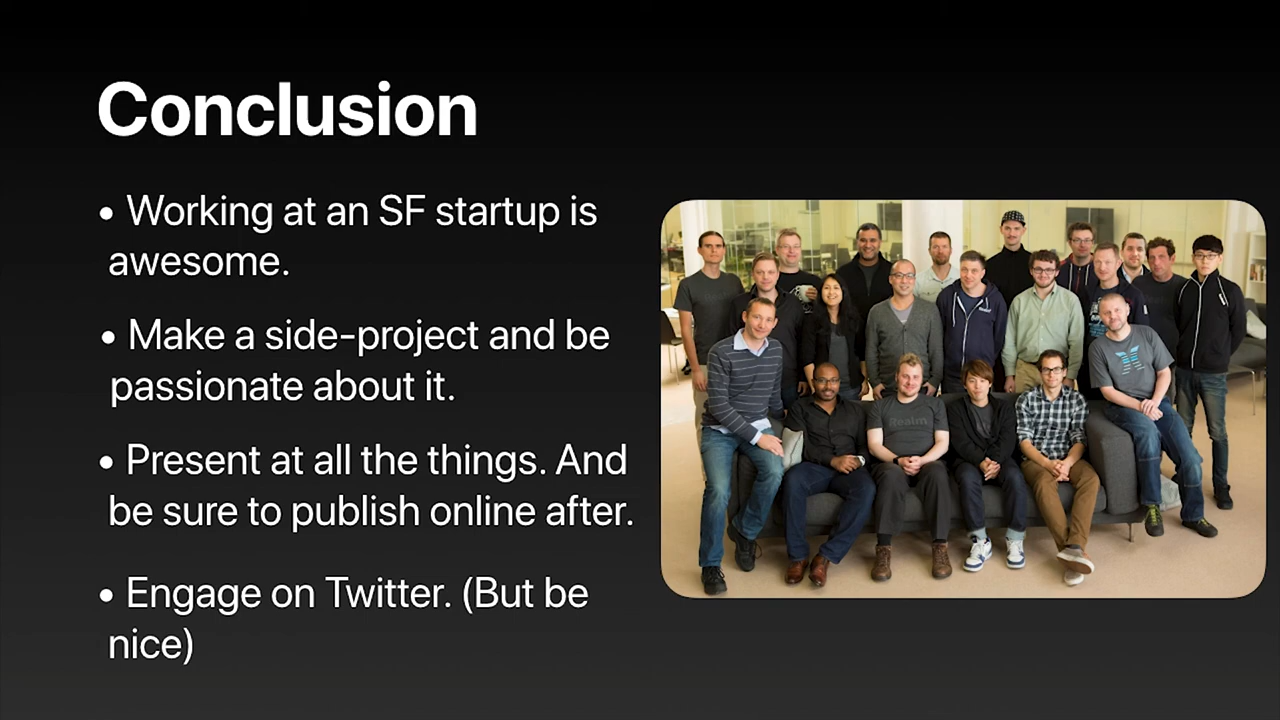 Conclusion
• Working at an SF startup is
awesome.
• Make a side-project and be
passionate about it.
• Present at all the things. And
be sure to publish online after.
• Engage on Twitter. (But be
nice)
Realm